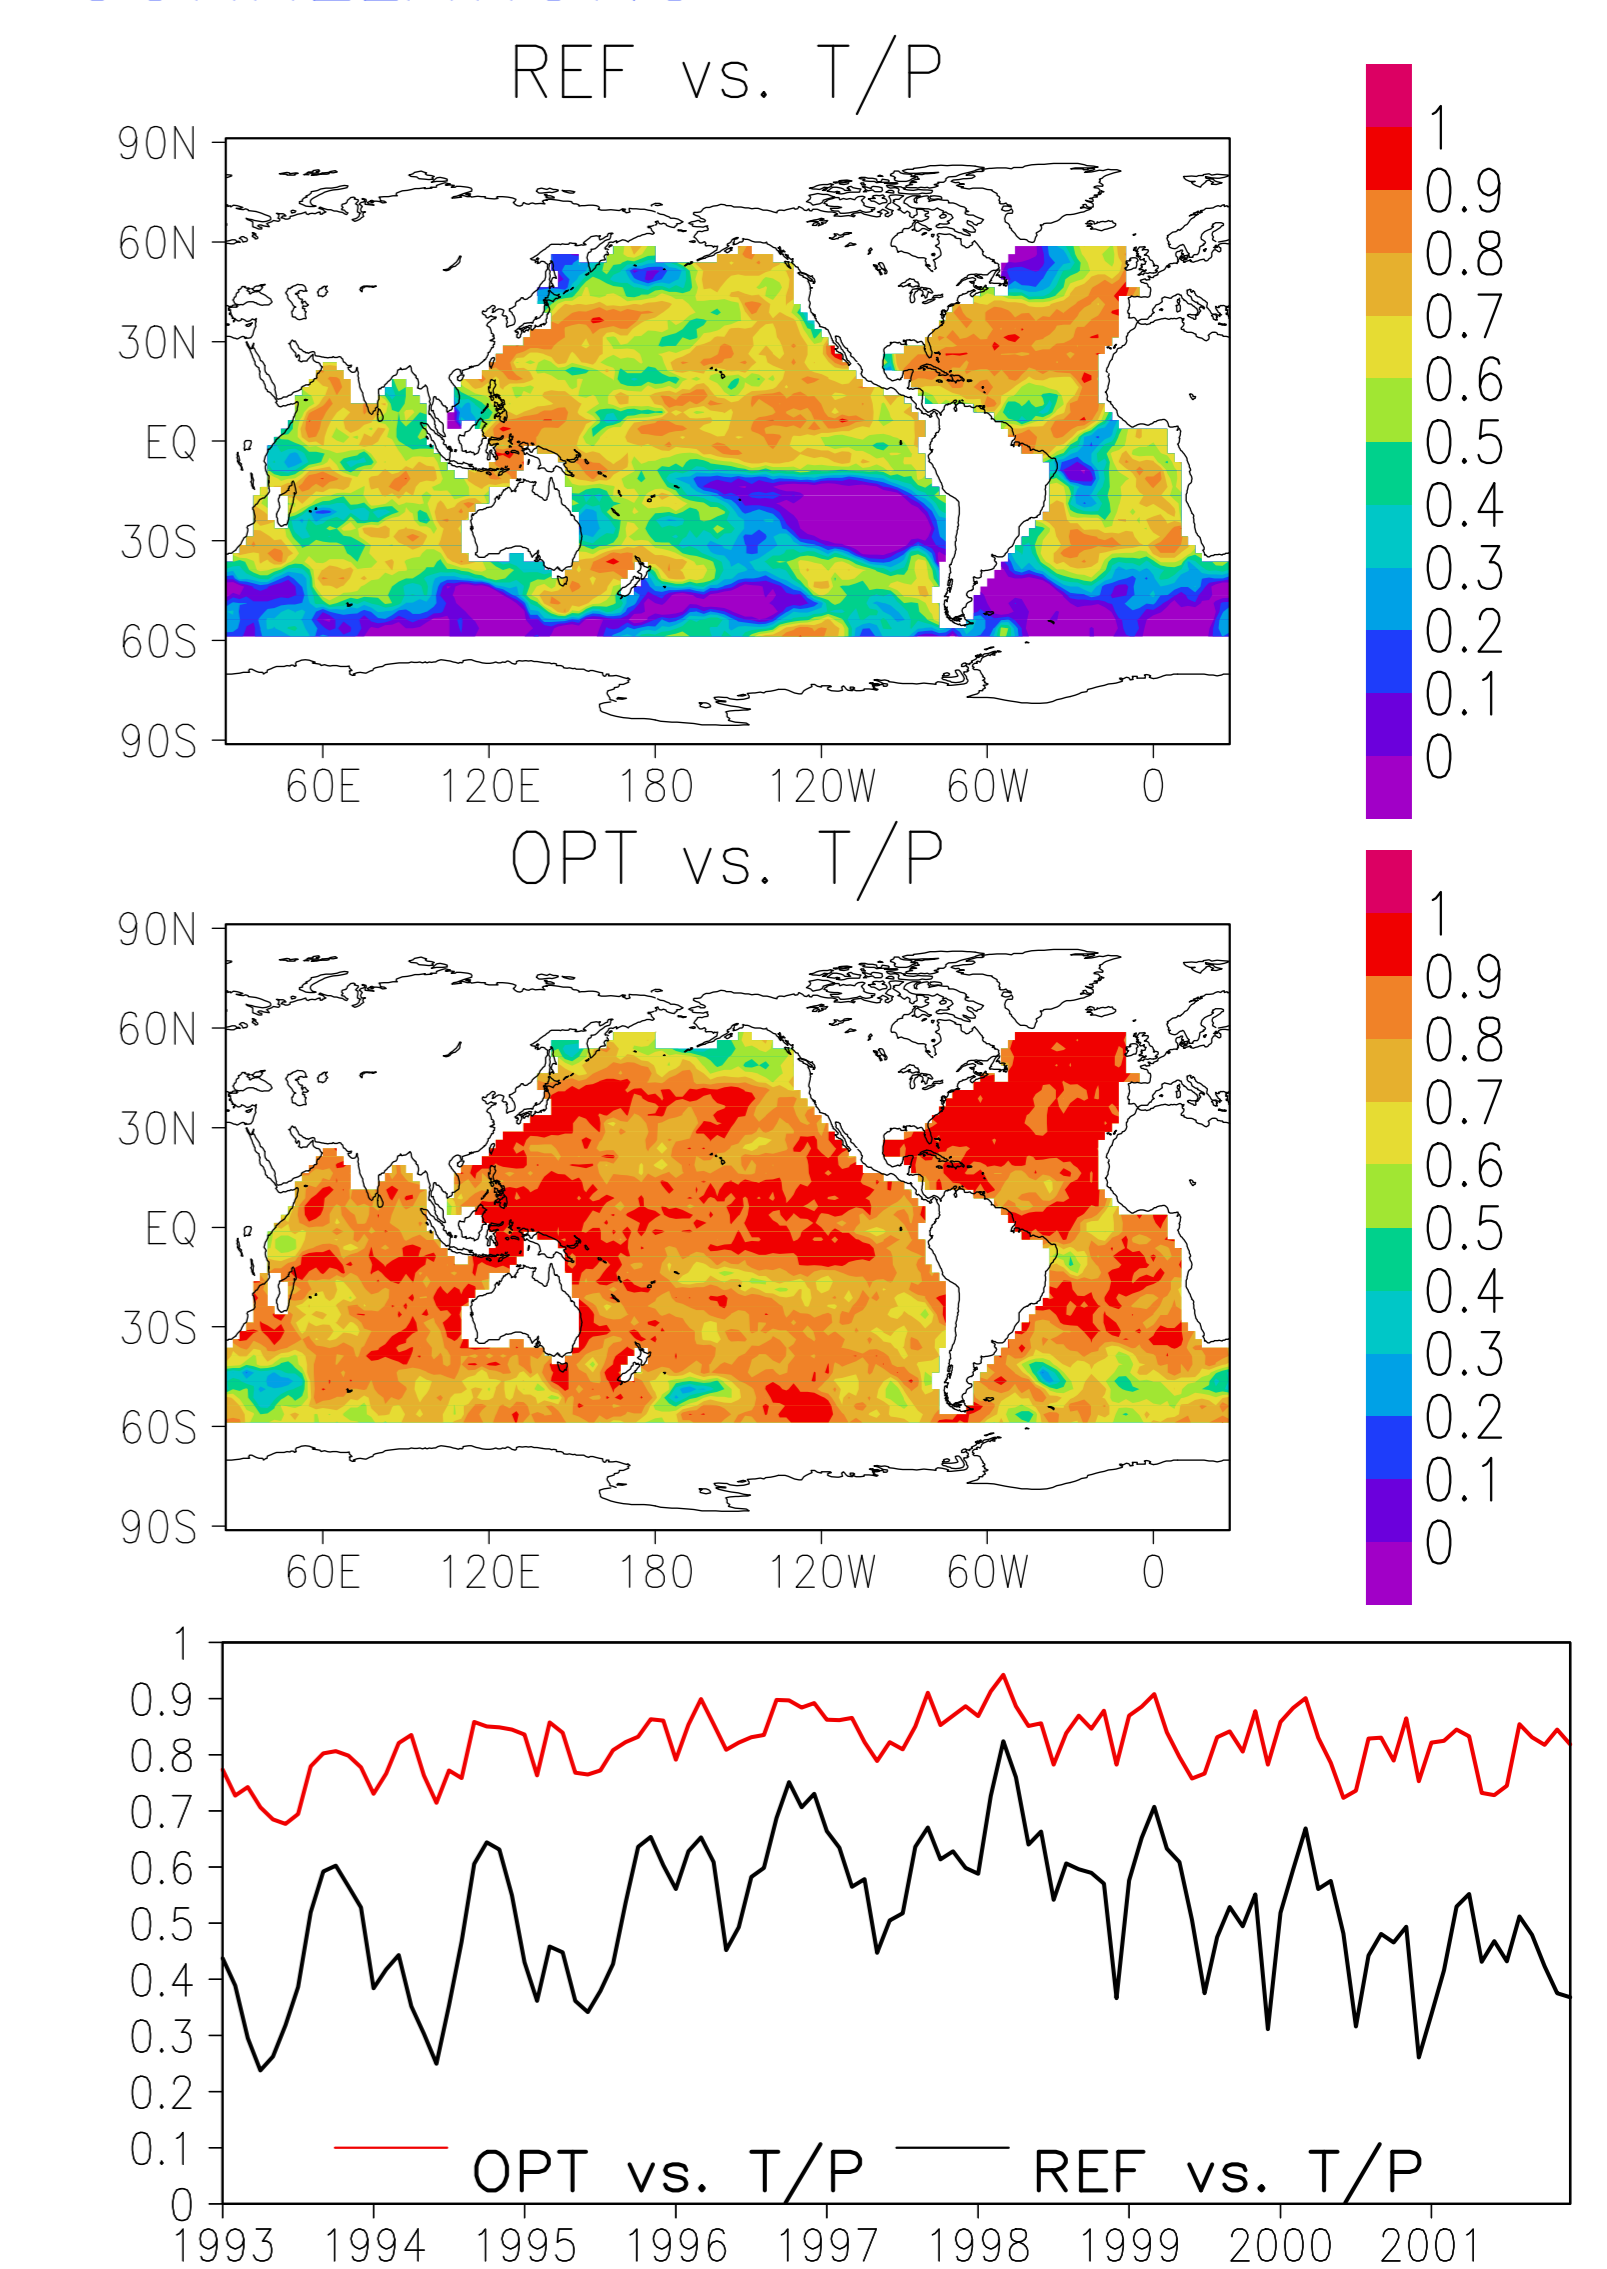 REF vs. T/P
90N
60N
30N
EQ
30S
60S
90S
60E 120E 180 120W 60W 0
1
0.9
0.8
0.7
0.6
0.5
0.4
0.3
0.2
0.1
0
OPT vs. T/P
90N
60N
30N
EQ
30S
60S
90S
60E 120E 180 120W 60W 0
1
0.9
0.8
0.7
0.6
0.5
0.4
0.3
0.2
0.1
0
1
0.9
0.8
0.7
0.6
0.5
0.4
0.3
0.2
0.1
0
OPT vs. T/P REF vs. T/P
1993 1994 1995 1996 1997 1998 1999 2000 2001